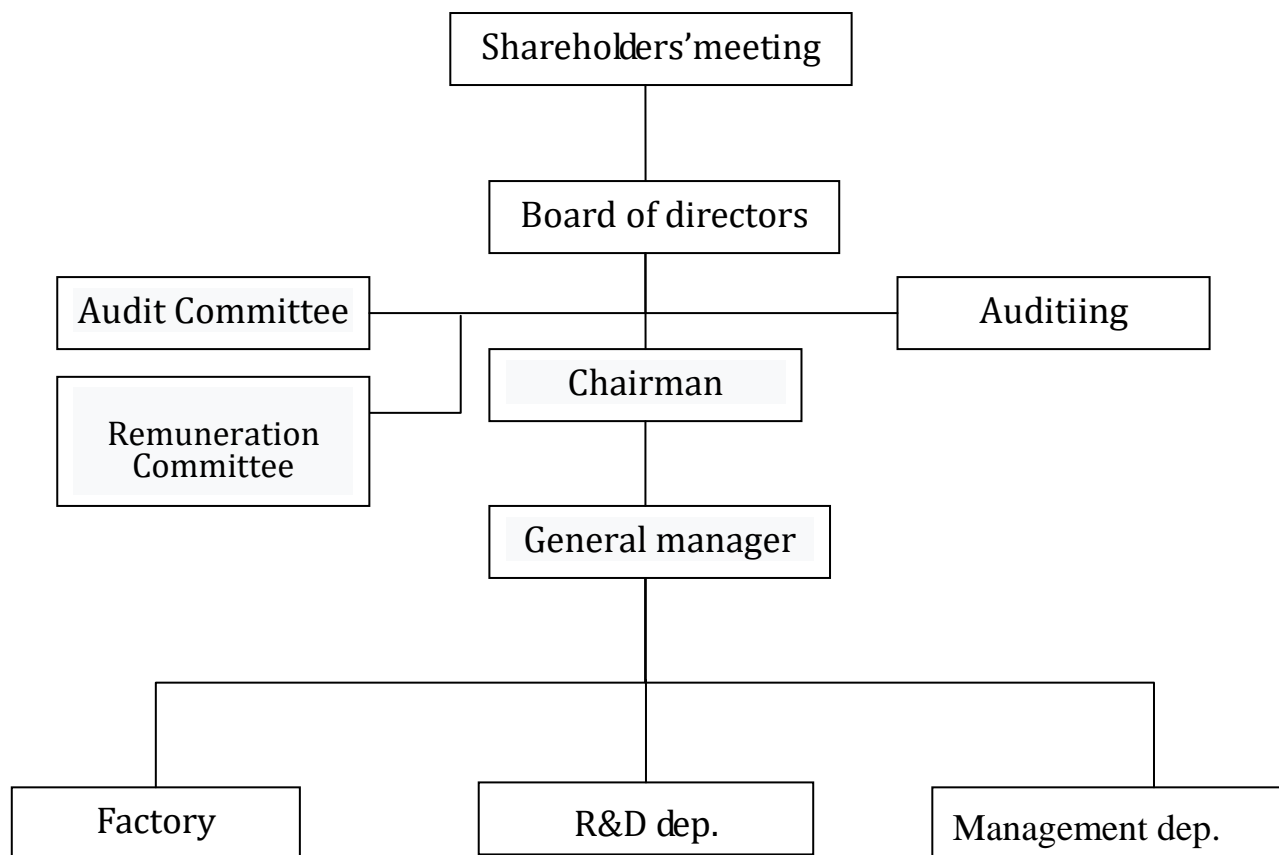 Shareholders’meeting
Board of directors
Audit Committee
Auditiing
Chairman
Remuneration
Committee
General manager
Factory
R&D dep.
Management dep.